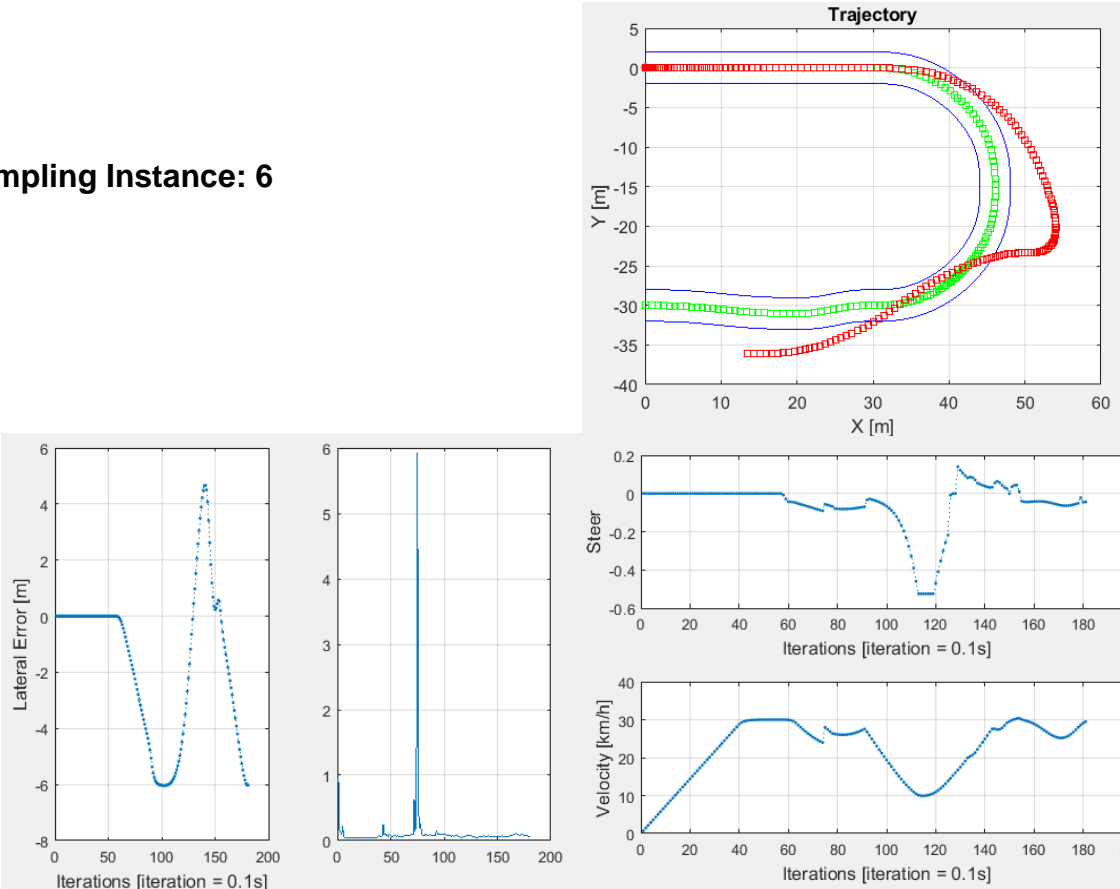 Trajectory
5
0
-5
-10
-15
-20
-25
-30
-35
-40
Y [m]
0 10 20 30 40 50 60
X [m]
mpling Instance: 6
6
4
2
0
-2
-4
-6
-8
Lateral Error [m]
0 50 100 150 200
Iterations [iteration = 0.1s]
6
5
4
3
2
1
0
0 50 100 150 200
0.2
0
-0.2
-0.4
-0.6
Steer
0 20 40 60 80 100 120 140 160 180
Iterations [iteration = 0.1s]
40
30
20
10
0
Velocity [km/h]
0 20 40 60 80 100 120 140 160 180
Iterations [iteration = 0.1s]